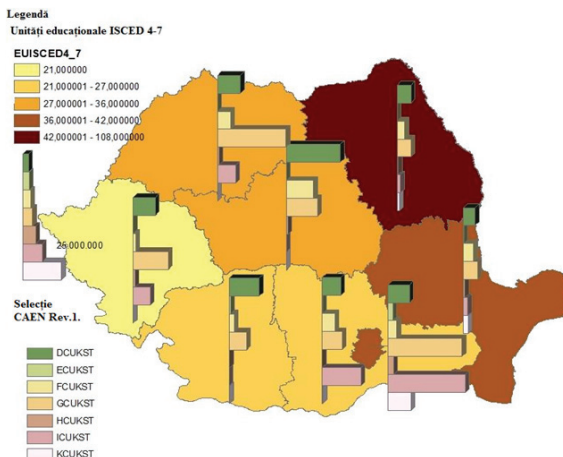 Legendă
Unități educaționale ISCED 4-7
EUISCED4_7
21,000000
21,000001 - 27,000000
27,000001 - 36,000000
36,000001 - 42,000000
42,000001 - 108,000000
25.000.000
Selecție
CAEN Rev.1.
DCUKST
ECUKST
FCUKST
GCUKST
HCUKST
ICUKST
KCUKST